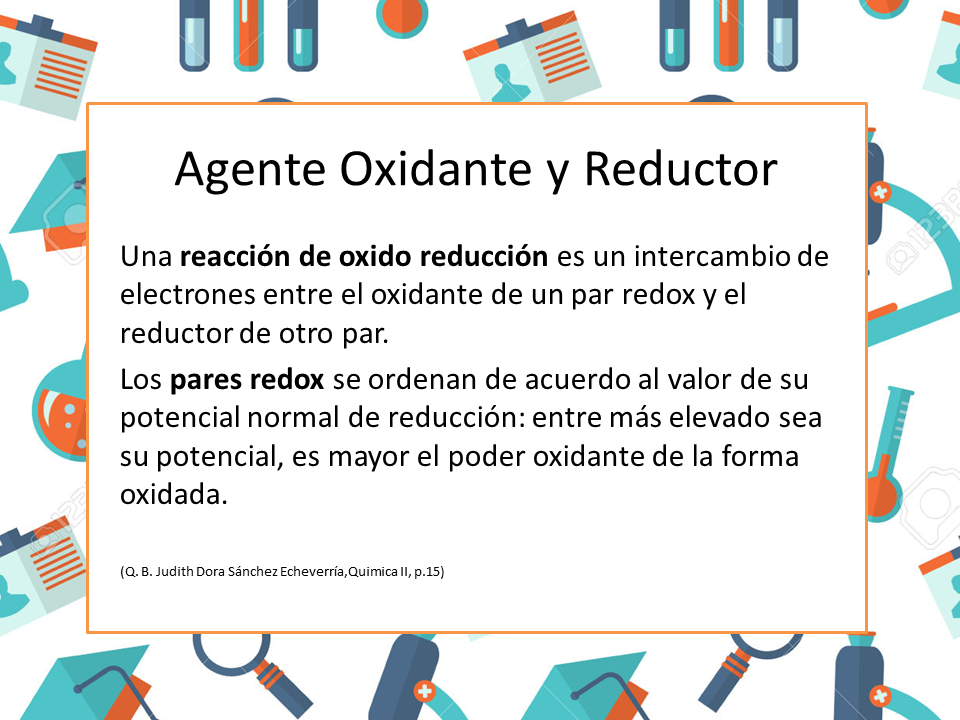 Agente Oxidante y Reductor
Una reacción de oxido reducción es un intercambio de
electrones entre el oxidante de un par redox y el
reductor de otro par.
Los pares redox se ordenan de acuerdo al valor de su
potencial normal de reducción: entre más elevado sea
su potencial, es mayor el poder oxidante de la forma
oxidada.
(Q. B. Judith Dora Sánchez Echeverría,Quimica II, p.15)